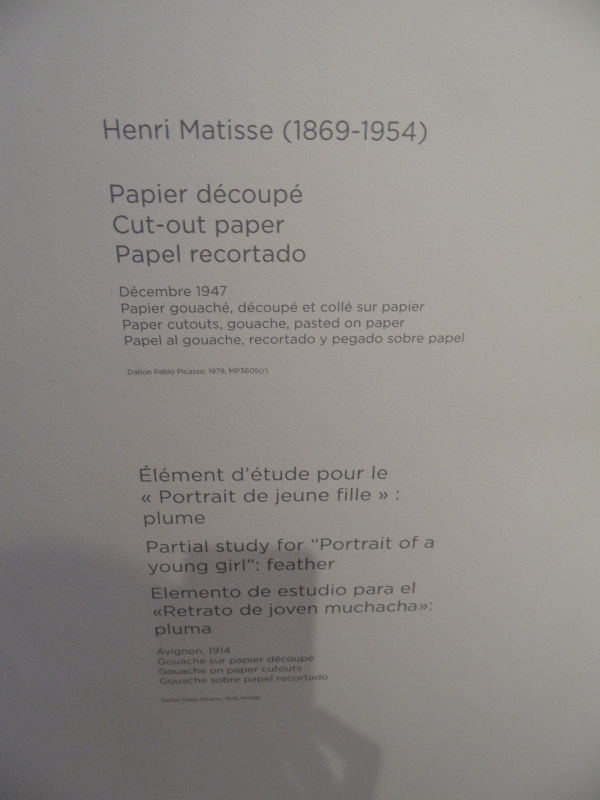 Henri Matisse (1869-1954)
Papier découpé
Cut-out paper
Papel recortado
Décembre 1947
Papier gouaché, découpé et collé sur papier
Paper cutouts, gouache, pasted on paper
Papel al gouache, recortado y pegado sobre papel
Dation Pablo Picasso, 1979, MP3605(r)
Élément d'étude pour le
« Portrait de jeune fille » :
plume
Partial study for “Portrait of a
young girl”: feather
Elemento de estudio para el
«Retrato de joven muchacha»:
pluma
Avignon, 1914
Gouache sur papier découpé
Gouache on paper cutouts
Gouache sobre papel recortado
Dation Pablo Picasso, 1979,